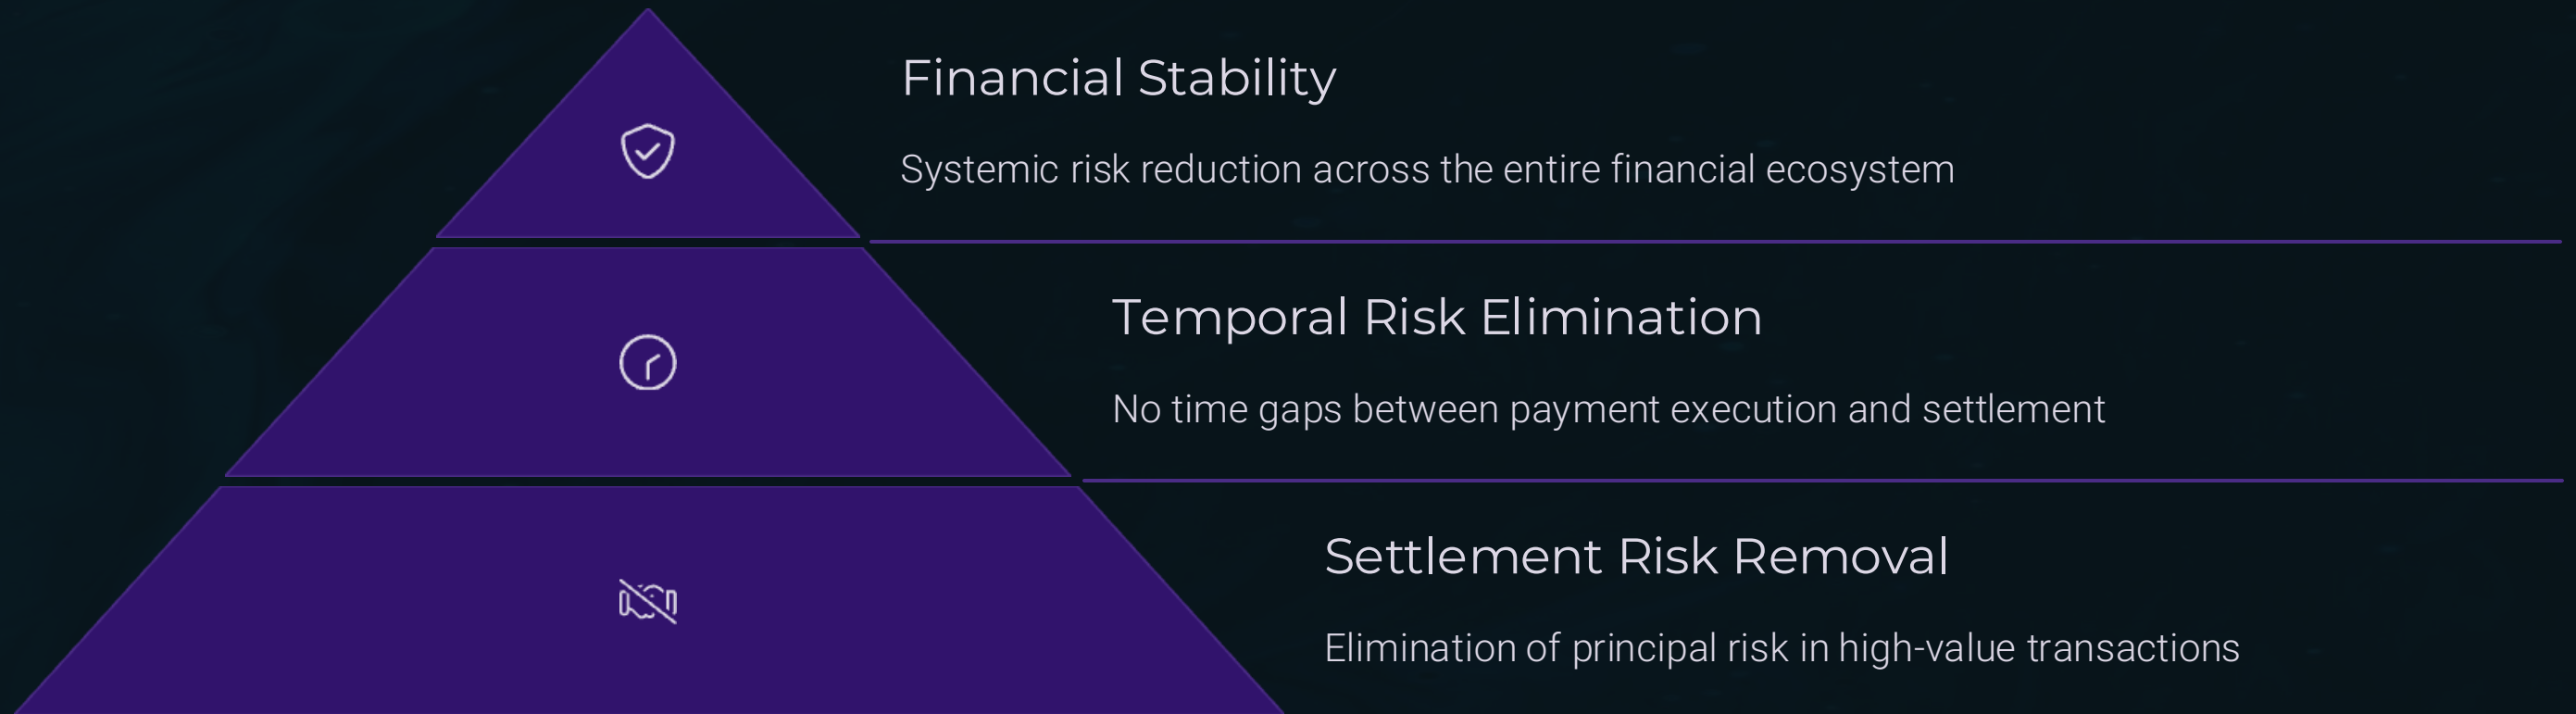 Financial Stability
Systemic risk reduction across the entire financial ecosystem
Temporal Risk Elimination
No time gaps between payment execution and settlement
Settlement Risk Removal
Elimination of principal risk in high-value transactions